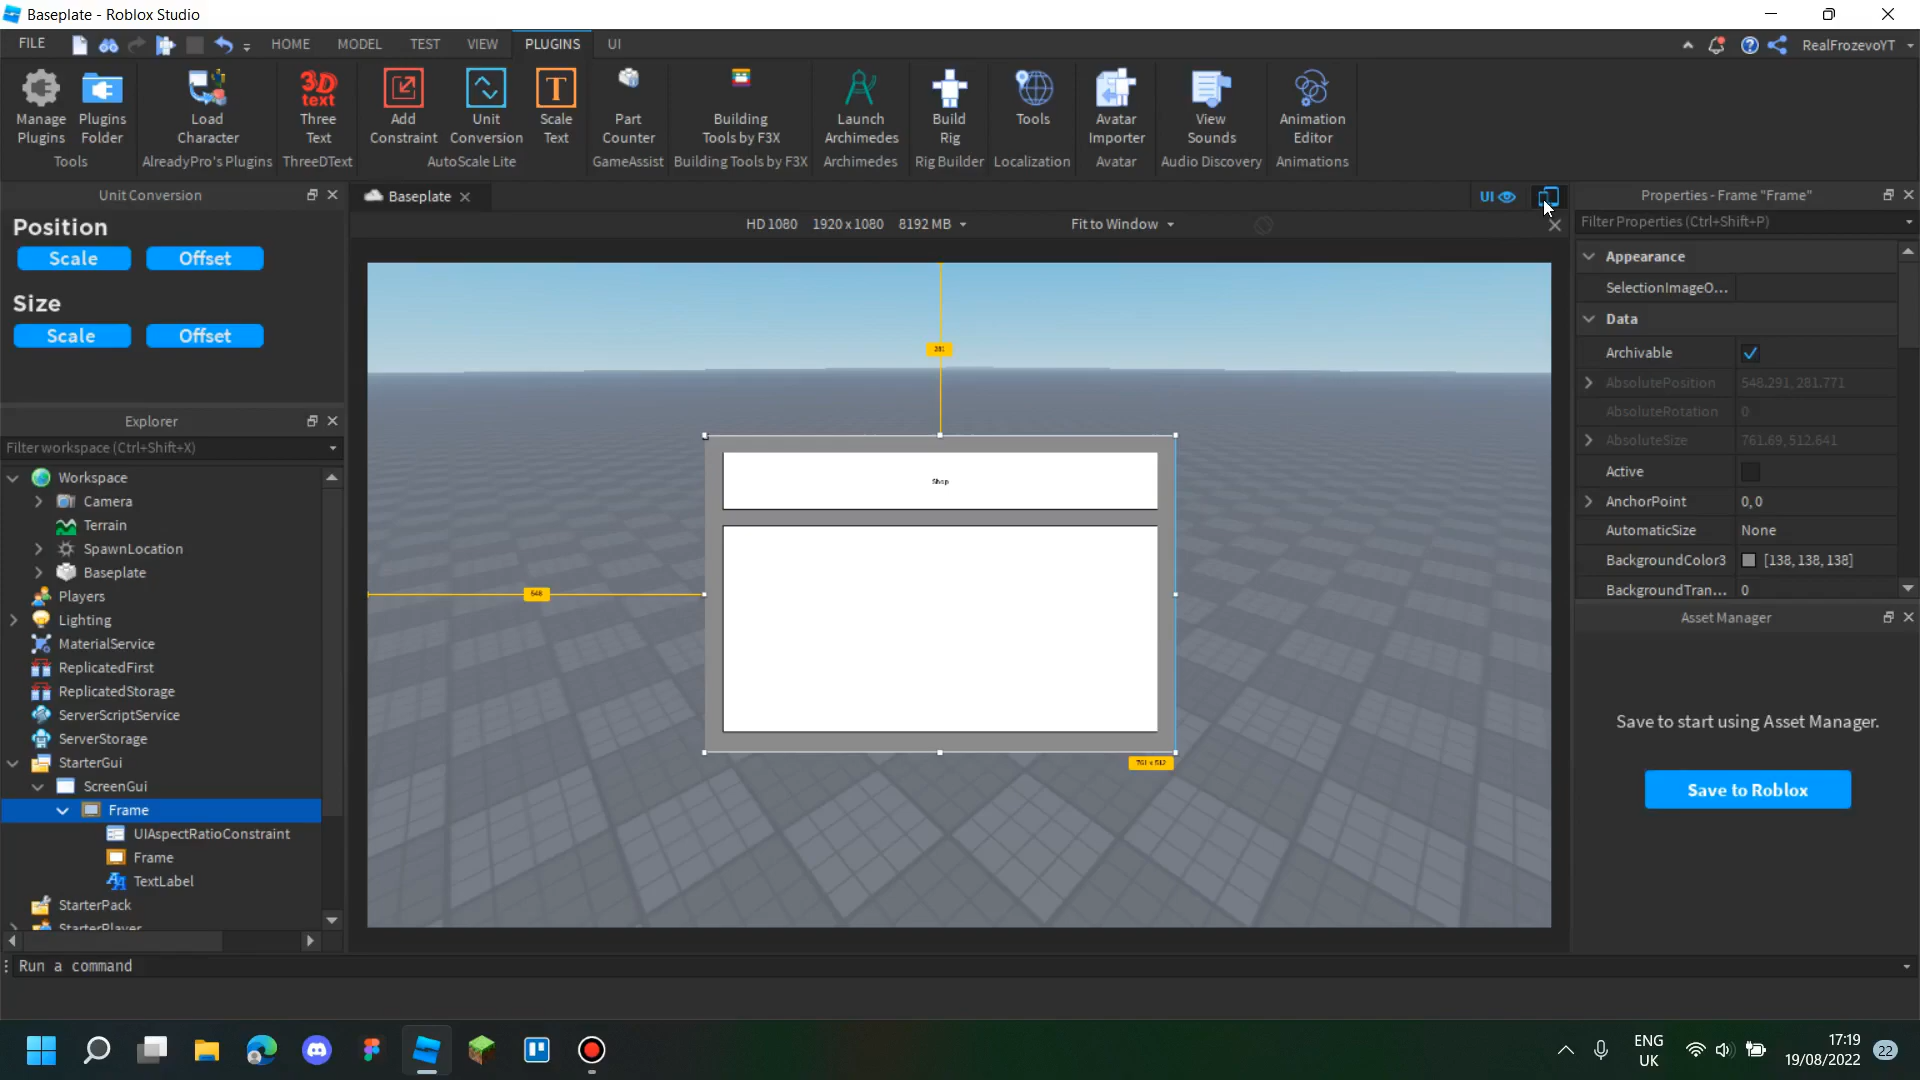 Baseplate - Roblox Studio
FILE HOME MODEL TEST VIEW PLUGINS UI RealFrozevoYT
Manage Plugins
Plugins Folder
Tools
Load Character
AlreadyPro's Plugins
3D text
Three Text
ThreeDText
Add Constraint
Unit Conversion
T
Scale Text
AutoScale Lite
Part Counter
GameAssist
Building Tools by F3X
Building Tools by F3X
Launch Archimedes
Archimedes
Build Rig
Rig Builder
Tools
Localization
Avatar Importer
Avatar
View Sounds
Audio Discovery
Animation Editor
Animations
Unit Conversion
Position
Scale Offset
Size
Scale Offset
Baseplate
UI
HD 1080 1920 x 1080 8192 MB Fit to Window
281
Shop
548
761 x 512
Explorer
Filter workspace (Ctrl+Shift+X)
Workspace
Camera
Terrain
SpawnLocation
Baseplate
Players
Lighting
MaterialService
ReplicatedFirst
ReplicatedStorage
ServerScriptService
ServerStorage
StarterGui
ScreenGui
Frame
UIAspectRatioConstraint
Frame
TextLabel
StarterPack
StarterPlayer
Properties - Frame "Frame"
Filter Properties (Ctrl+Shift+P)
Appearance
SelectionImageO...
Data
Archivable
AbsolutePosition 548.291, 281.771
AbsoluteRotation 0
AbsoluteSize 761.69, 512.641
Active
AnchorPoint 0, 0
AutomaticSize None
BackgroundColor3 [138, 138, 138]
BackgroundTran... 0
Asset Manager
Save to start using Asset Manager.
Save to Roblox
Run a command
ENG
UK
17:19
19/08/2022
22